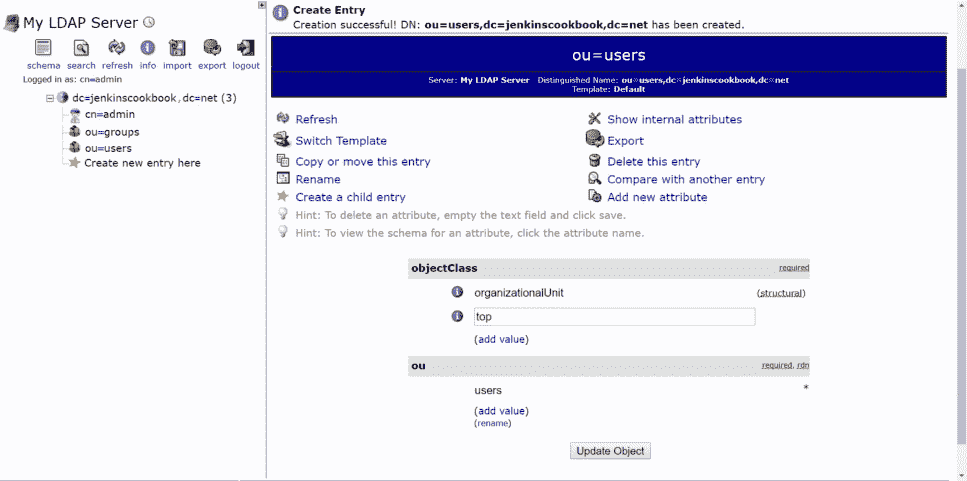 My LDAP Server
schema search refresh info import export logout
Logged in as: cn=admin
dc=jenkinscookbook,dc=net (3)
cn=admin
ou=groups
ou=users
Create new entry here
Create Entry
Creation successful! DN: ou=users,dc=jenkinscookbook,dc=net has been created.
ou=users
Server: My LDAP Server Distinguished Name: ou=users,dc=jenkinscookbook,dc=net
Template: Default
Refresh
Show internal attributes
Switch Template
Export
Copy or move this entry
Delete this entry
Rename
Compare with another entry
Create a child entry
Add new attribute
Hint: To delete an attribute, empty the text field and click save.
Hint: To view the schema for an attribute, click the attribute name.
objectClass required
organizationalUnit (structural)
top
(add value)
ou required, rdn
users *
(add value)
(rename)
Update Object